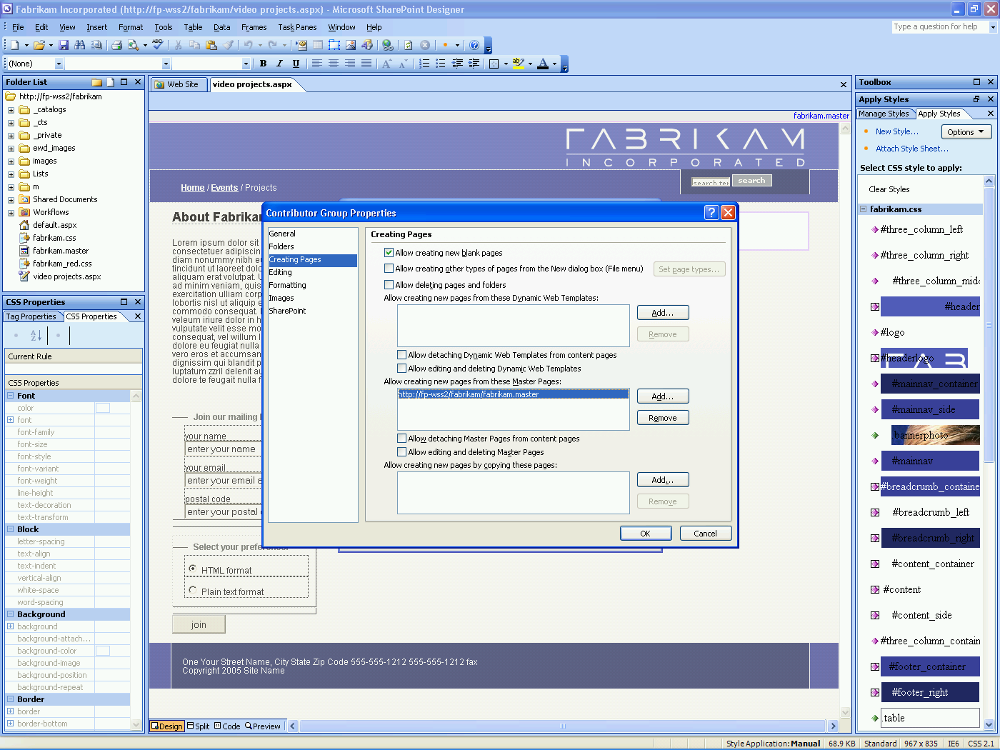 Fabrikam Incorporated (http://fp-wss2/fabrikam/video projects.aspx) - Microsoft SharePoint Designer
File Edit View Insert Format Tools Table Data Frames Task Panes Window Help
Type a question for help
(None)
B I U
Folder List
http://fp-wss2/fabrikam
_catalogs
_cts
_private
ewd_images
images
Lists
m
Shared Documents
Workflows
default.aspx
fabrikam.css
fabrikam.master
fabrikam_red.css
video projects.aspx
CSS Properties
Tag Properties CSS Properties
Current Rule
CSS Properties
Font
color
font
font-family
font-size
font-style
font-variant
font-weight
line-height
text-decoration
text-transform
Block
letter-spacing
text-align
text-indent
vertical-align
white-space
word-spacing
Background
background
background-attach...
background-color
background-image
background-position
background-repeat
Border
border
border-bottom
Web Site video projects.aspx
fabrikam.master
FABRIKAM
INCORPORATED
Home / Events / Projects
search ter search
About Fabrikam
Lorem ipsum dolor sit
consectetuer adipiscin
diam nonummy nibh e
tincidunt ut laoreet dolo
aliquam erat volutpat. U
ad minim veniam, quis
exercitation ulliam corp
lobortis nisl ut aliquip e
commodo consequat. I
veleum iriure dolor in h
vulputate velit esse mo
consequat, vel willum l
dolore eu feugiat nulla
vero eros et accumsan
dignissim qui blandit p
luptatum zzril delenit au
dolore te feugait nulla f
Join our mailing l
your name
enter your name
your email
enter your email a
postal code
enter your postal c
Select your preference:
HTML format
Plain text format
join
One Your Street Name, City State Zip Code 555-555-1212 555-555-1212 fax
Copyright 2005 Site Name
Design Split Code Preview
Contributor Group Properties
General
Folders
Creating Pages
Editing
Formatting
Images
SharePoint
Creating Pages
Allow creating new blank pages
Allow creating other types of pages from the New dialog box (File menu) Set page types...
Allow deleting pages and folders
Allow creating new pages from these Dynamic Web Templates:
Add...
Remove
Allow detaching Dynamic Web Templates from content pages
Allow editing and deleting Dynamic Web Templates
Allow creating new pages from these Master Pages:
http://fp-wss2/fabrikam/fabrikam.master
Add...
Remove
Allow detaching Master Pages from content pages
Allow editing and deleting Master Pages
Allow creating new pages by copying these pages:
Add...
Remove
OK Cancel
Toolbox
Apply Styles
Manage Styles Apply Styles
New Style... Options
Attach Style Sheet...
Select CSS style to apply:
Clear Styles
fabrikam.css
#three_column_left
#three_column_right
#three_column_midd
#header
#logo
#headerlogo
#mainnav_container
#mainnav_side
.bannerphoto
#mainnav
#breadcrumb_containe
#breadcrumb_left
#breadcrumb_right
#content_container
#content
#content_side
#three_column_contain
#footer_container
#footer_right
.table
Style Application: Manual 68.9 KB Standard 967 x 835 IE6 CSS 2.1